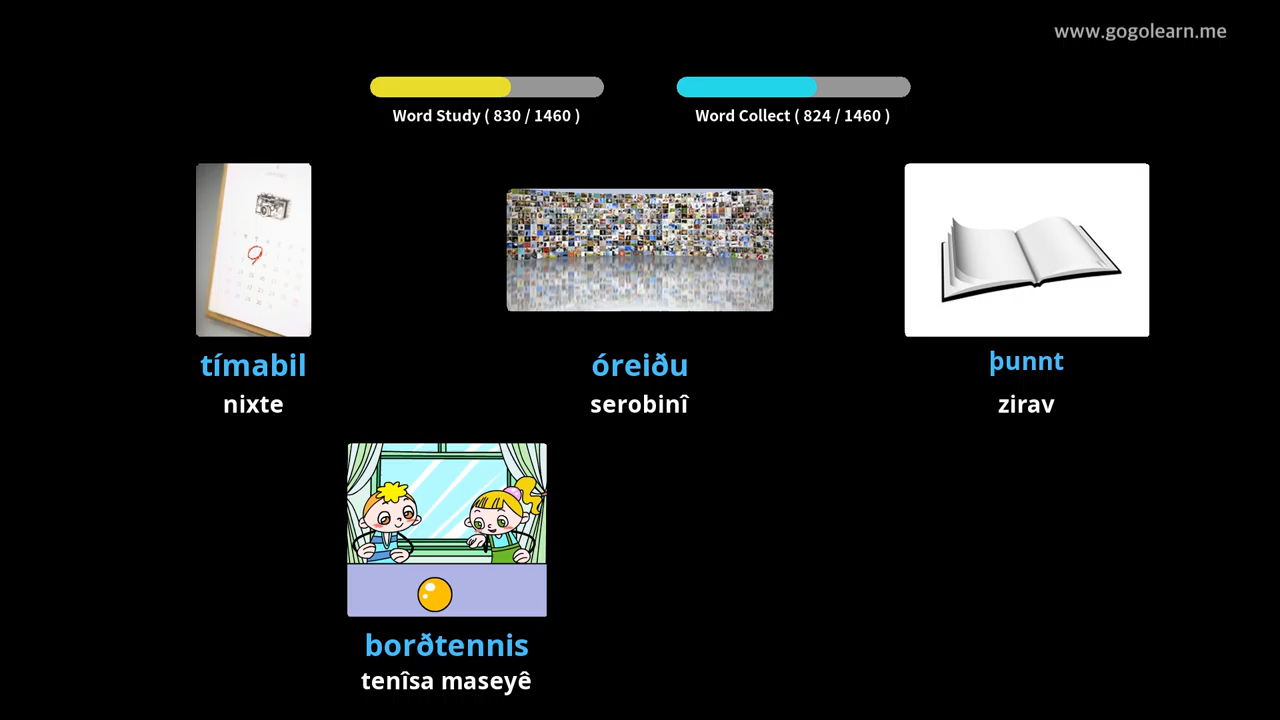 www.gogolearn.me
Word Study ( 830 / 1460 )
Word Collect ( 824 / 1460 )
tímabil
nixte
óreiðu
serobinî
þunnt
zirav
borðtennis
tenîsa maseyê